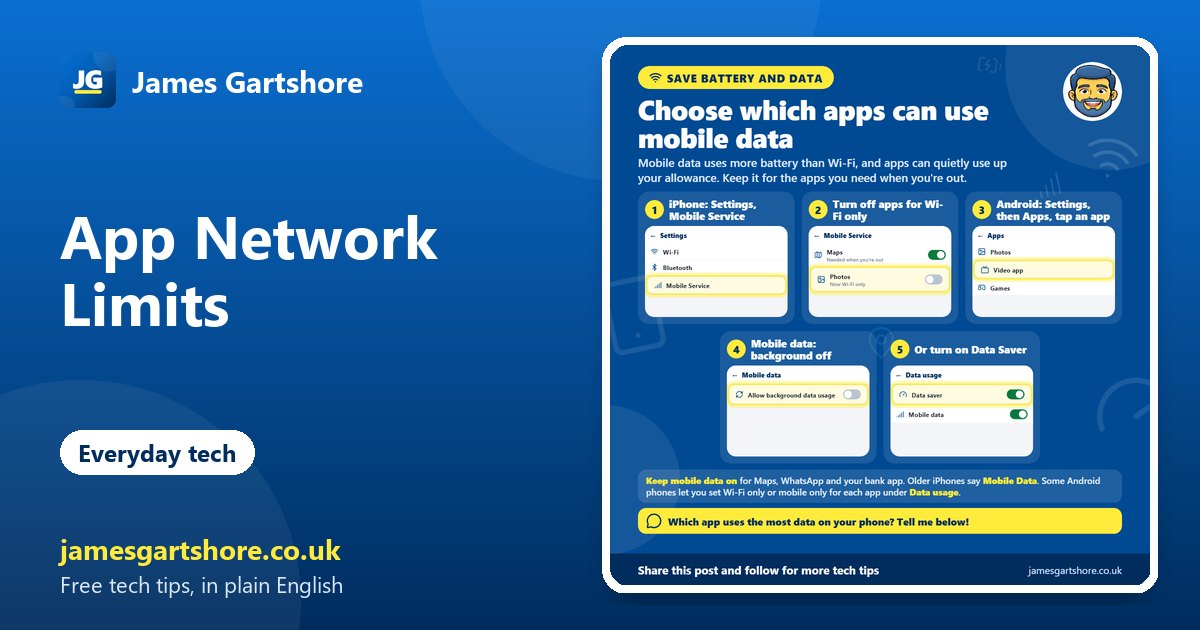 JG
James Gartshore
App Network
Limits
Everyday tech
jamesgartshore.co.uk
Free tech tips, in plain English
SAVE BATTERY AND DATA
Choose which apps can use
mobile data
Mobile data uses more battery than Wi-Fi, and apps can quietly use up
your allowance. Keep it for the apps you need when you're out.
1
iPhone: Settings,
Mobile Service
← Settings
Wi-Fi
Bluetooth
Mobile Service
2
Turn off apps for Wi-
Fi only
← Mobile Service
Maps
Needed when you're out
Photos
Now Wi-Fi only
3
Android: Settings,
then Apps, tap an app
← Apps
Photos
Video app
Games
4
Mobile data:
background off
← Mobile data
Allow background data usage
5
Or turn on Data Saver
← Data usage
Data saver
Mobile data
Keep mobile data on for Maps, WhatsApp and your bank app. Older iPhones say Mobile Data. Some Android
phones let you set Wi-Fi only or mobile only for each app under Data usage.
Which app uses the most data on your phone? Tell me below!
Share this post and follow for more tech tips
jamesgartshore.co.uk